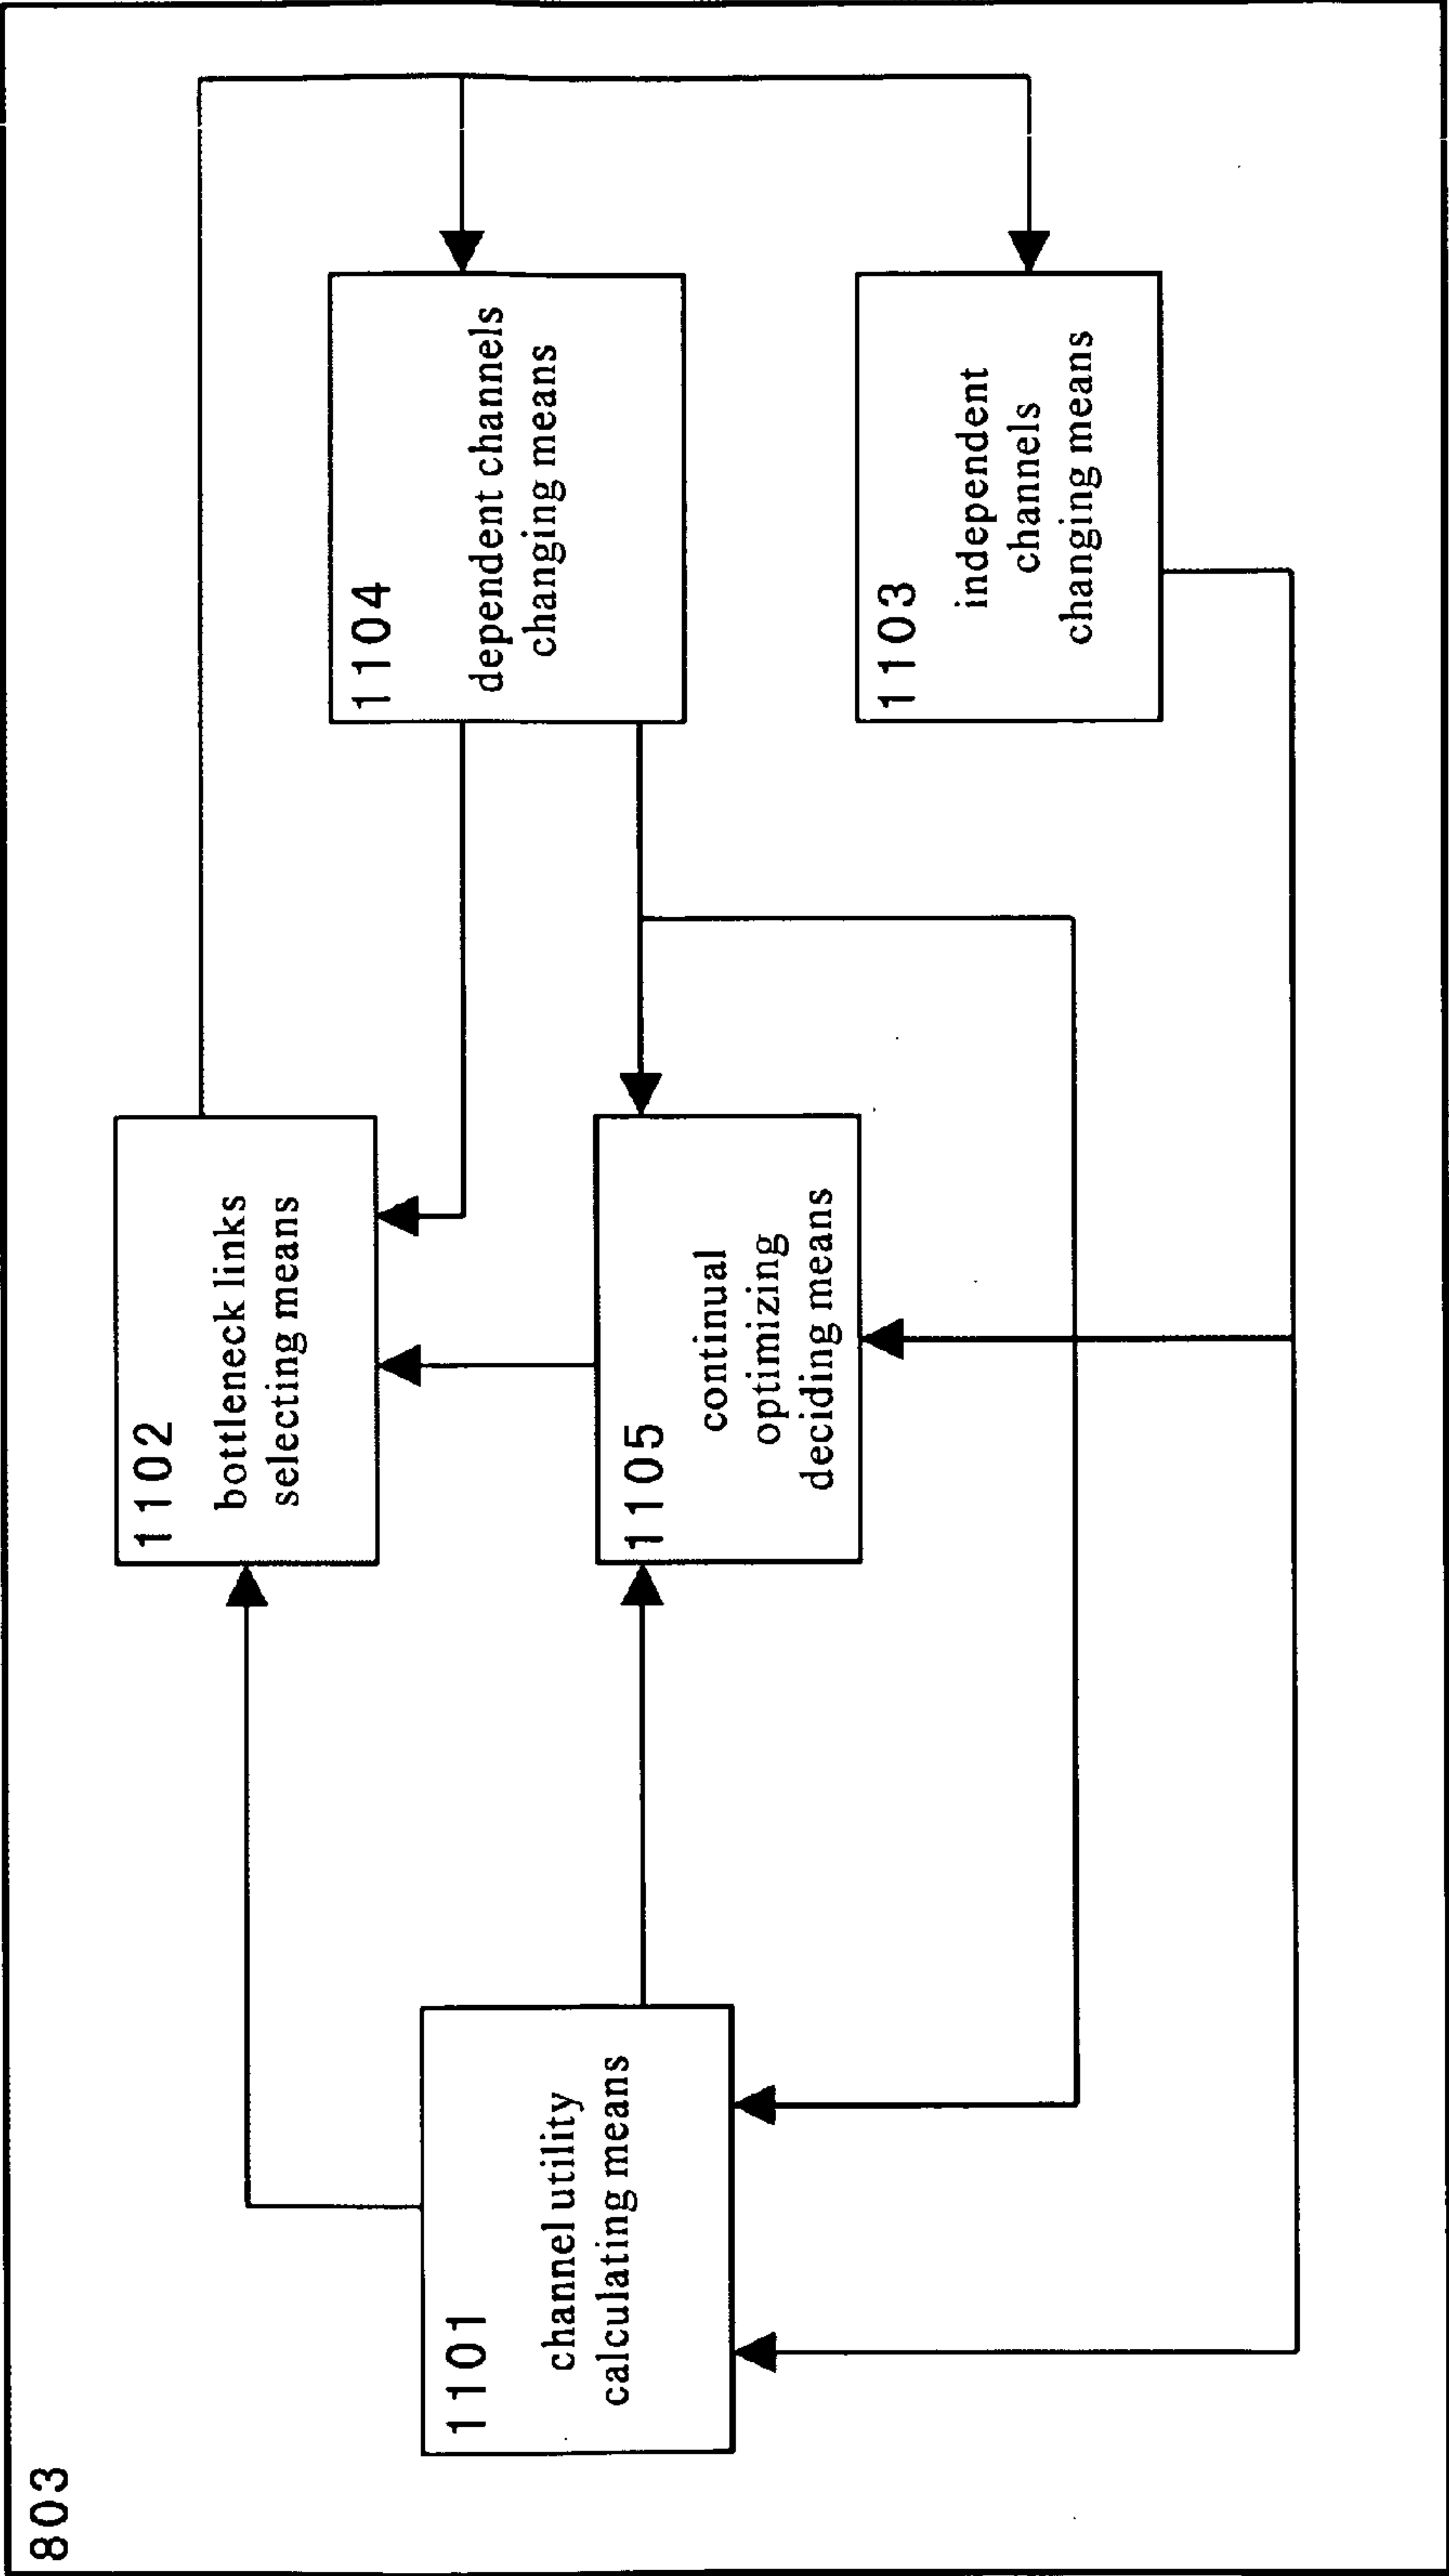 803
1101
channel utility
calculating means
1102
bottleneck links
selecting means
1105
continual
optimizing
deciding means
1104
dependent channels
changing means
1103
independent
channels
changing means